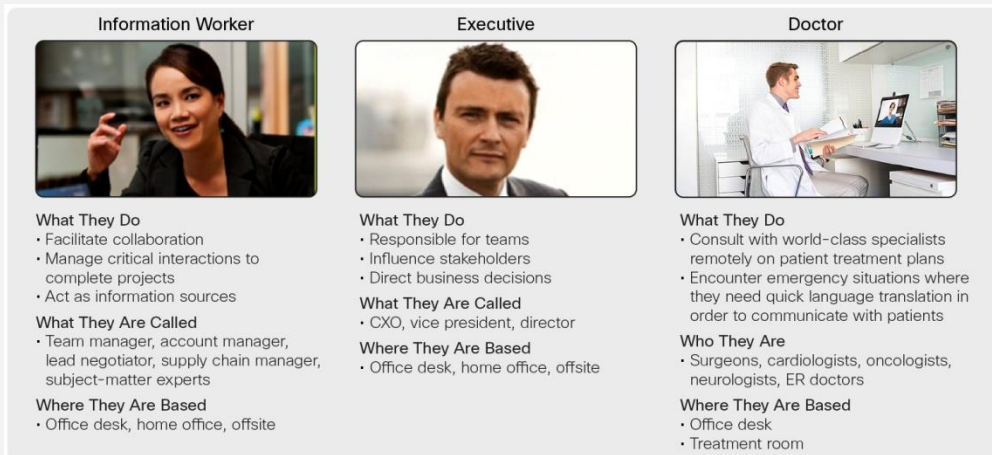 Information Worker
What They Do
• Facilitate collaboration
• Manage critical interactions to
complete projects
• Act as information sources
What They Are Called
• Team manager, account manager,
lead negotiator, supply chain manager,
subject-matter experts
Where They Are Based
• Office desk, home office, offsite
Executive
What They Do
• Responsible for teams
• Influence stakeholders
• Direct business decisions
What They Are Called
• CXO, vice president, director
Where They Are Based
• Office desk, home office, offsite
Doctor
What They Do
• Consult with world-class specialists
remotely on patient treatment plans
• Encounter emergency situations where
they need quick language translation in
order to communicate with patients
Who They Are
• Surgeons, cardiologists, oncologists,
neurologists, ER doctors
Where They Are Based
• Office desk
• Treatment room